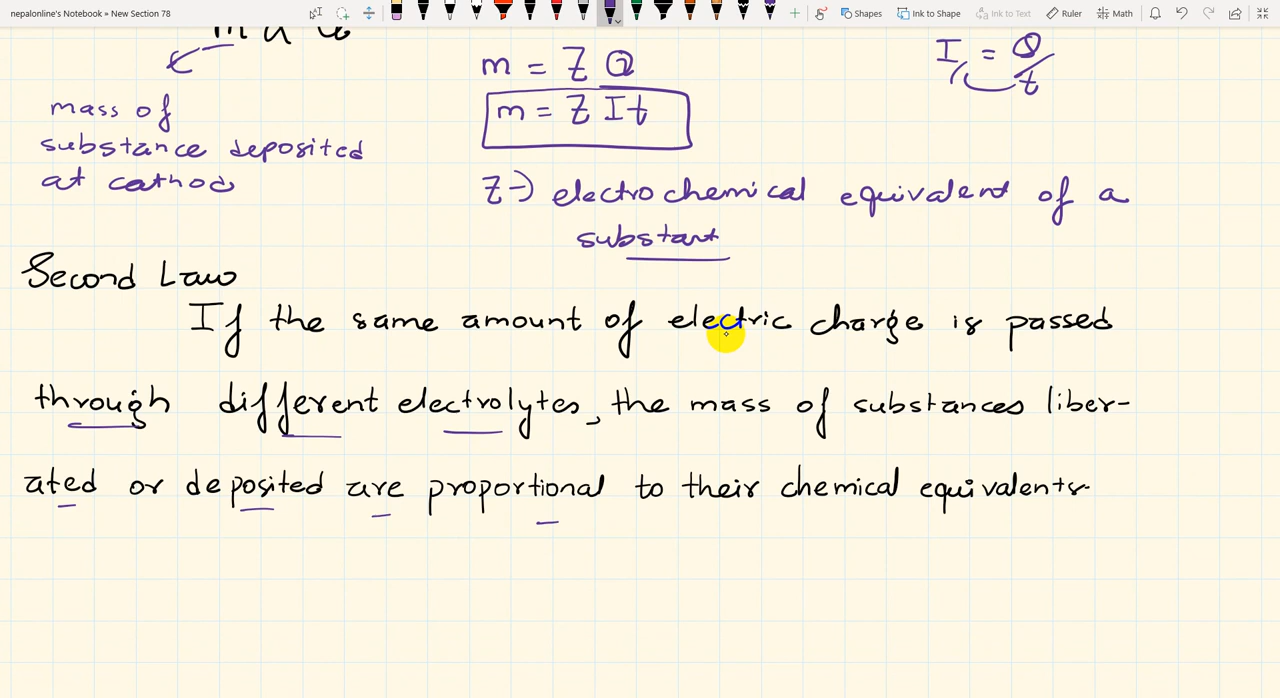 nepalonline's Notebook » New Section 78
Shapes
Ink to Shape
Ink to Text
Ruler
Math
m = Z Q
I = Q/t
m = Z I t
mass of
substance deposited
at cathod
Z → electrochemical equivalent of a
substant
Second Law
If the same amount of electric charge is passed
through different electrolytes, the mass of substances liber-
ated or deposited are proportional to their chemical equivalents.